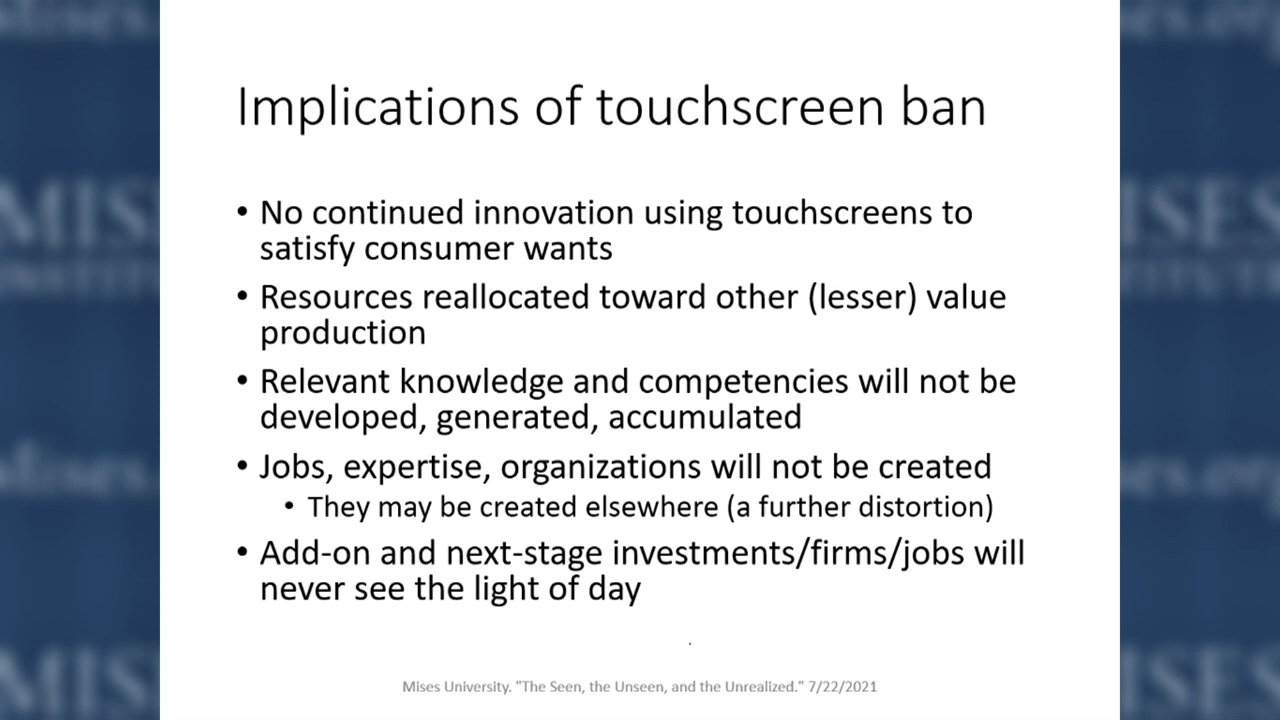 Implications of touchscreen ban
• No continued innovation using touchscreens to
satisfy consumer wants
• Resources reallocated toward other (lesser) value
production
• Relevant knowledge and competencies will not be
developed, generated, accumulated
• Jobs, expertise, organizations will not be created
• They may be created elsewhere (a further distortion)
• Add-on and next-stage investments/firms/jobs will
never see the light of day
Mises University. "The Seen, the Unseen, and the Unrealized." 7/22/2021